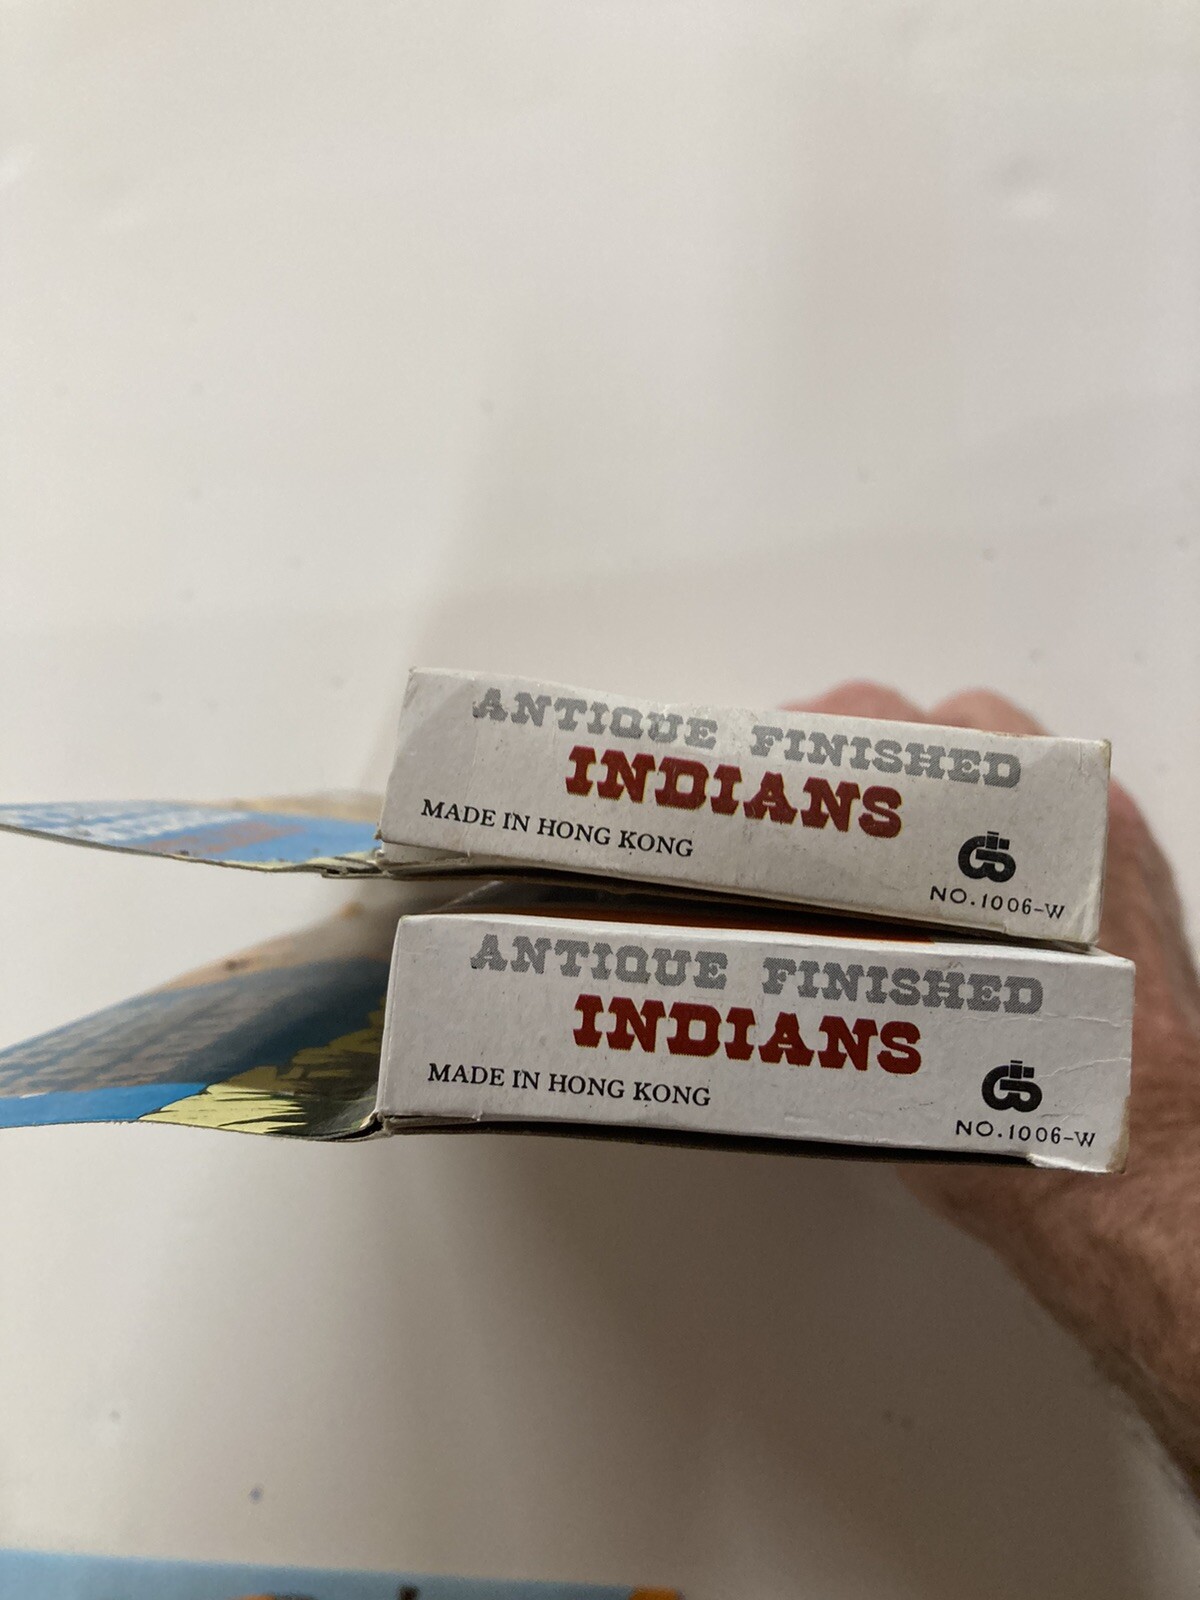 ANTIQUE FINISHED
INDIANS
MADE IN HONG KONG
NO.1006-W
ANTIQUE FINISHED
INDIANS
MADE IN HONG KONG
NO.1006-W